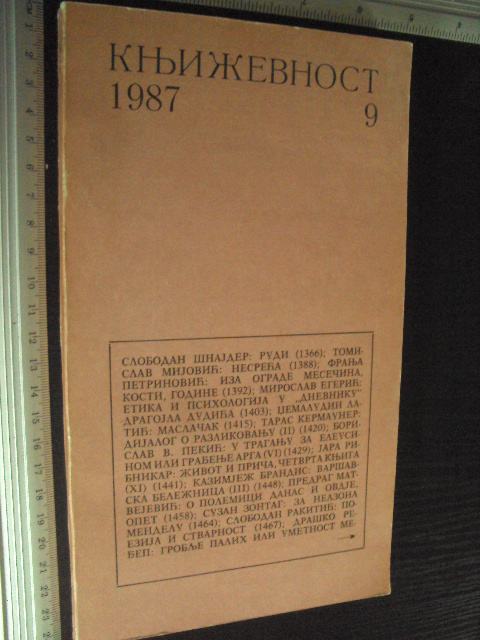 КЊИЖЕВНОСТ
1987 9
СЛОБОДАН ШНАЈДЕР: РУДИ (1366); ТОМИ-
СЛАВ МИЈОВИЋ: НЕСРЕЋА (1388); ФРАЊА
ПЕТРИНОВИЋ: ИЗА ОГРАДЕ МЕСЕЧИНА,
КОСТИ, ГОДИНЕ (1392); МИРОСЛАВ ЕГЕРИЋ:
ЕТИКА И ПСИХОЛОГИЈА У „ДНЕВНИКУ"
ДРАГОЈЛА ДУДИЋА (1403); ЏЕМАЛУДИН ЛА-
ТИЋ: МАСЛАЧАК (1415); ТАРАС КЕРМАУНЕР:
ДИЈАЛОГ О РАЗЛИКОВАЊУ (II) (1420); БОРИ-
СЛАВ В. ПЕКИЋ: У ТРАГАЊУ ЗА ЕЛЕУСИ-
НОМ ИЛИ ГРАБЕЊЕ АРГА (VI) (1429); ЈАРА РИ-
БНИКАР: ЖИВОТ И ПРИЧА, ЧЕТВРТА КЊИГА
(XI) (1441); КАЗИМЈЕЖ БРАНДИС: ВАРШАВ-
СКА БЕЛЕЖНИЦА (III) (1448); ПРЕДРАГ МАТ-
ВЕЈЕВИЋ: О ПОЛЕМИЦИ ДАНАС И ОВДЈЕ,
ОПЕТ (1458); СУЗАН ЗОНТАГ: ЗА НЕЛЗОНА
МЕНДЕЛУ (1464); СЛОБОДАН РАКИТИЋ: ПО-
ЕЗИЈА И СТВАРНОСТ (1467); ДРАШКО РЕ-
ЂЕП: ГРОБЉЕ ПАЛИХ ИЛИ УМЕТНОСТ МЕ- →